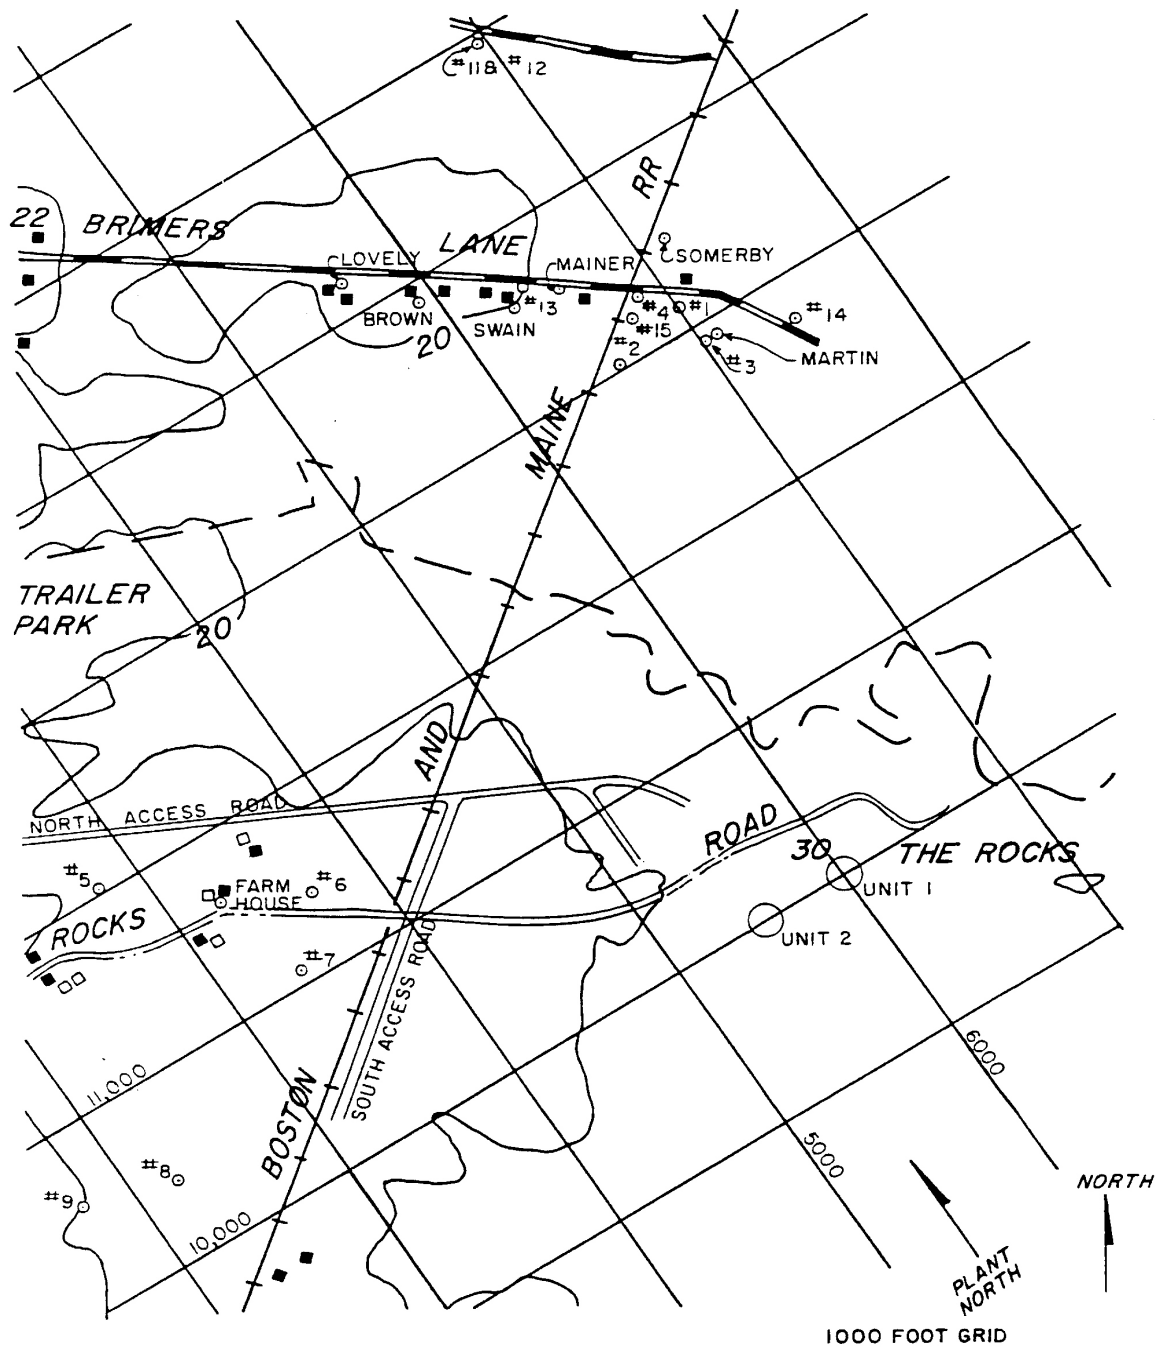 #11& #12
RR
22
BRIMERS LANE
LOVELY
MAINER
SOMERBY
BROWN
SWAIN
#13
#4
#1
#14
#15
20
#2
#3
MARTIN
MAINE
TRAILER
PARK
20
AND
NORTH ACCESS ROAD
ROAD
30
THE ROCKS
#5
FARM
HOUSE
#6
UNIT 1
ROCKS
UNIT 2
#7
SOUTH ACCESS ROAD
6000
11,000
BOSTON
5000
#8
#9
NORTH
10,000
PLANT
NORTH
1000 FOOT GRID